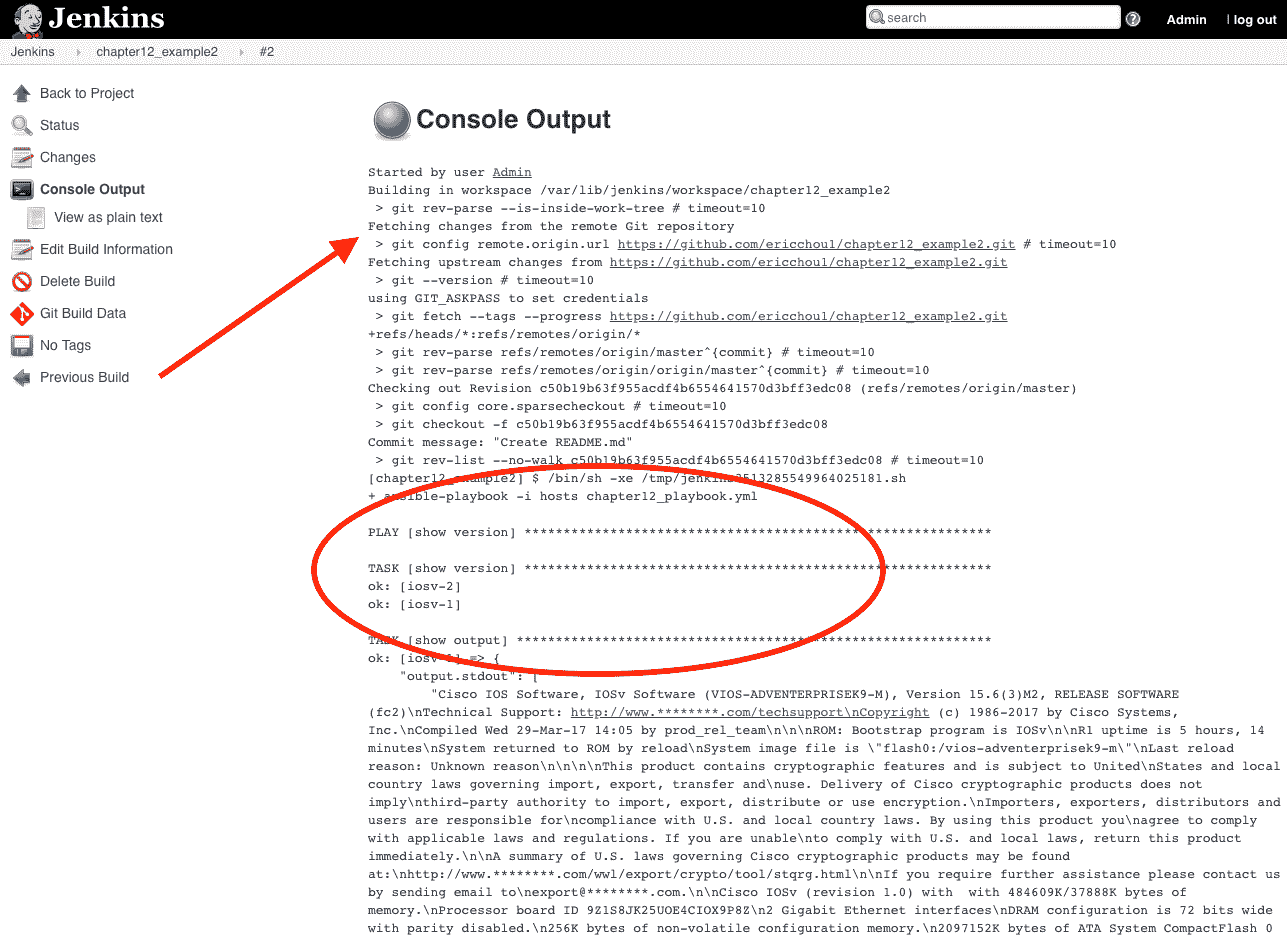 Jenkins
search
Admin
| log out
Jenkins
chapter12_example2
#2
Back to Project
Status
Changes
Console Output
View as plain text
Edit Build Information
Delete Build
Git Build Data
No Tags
Previous Build
Console Output
Started by user Admin
Building in workspace /var/lib/jenkins/workspace/chapter12_example2
> git rev-parse --is-inside-work-tree # timeout=10
Fetching changes from the remote Git repository
> git config remote.origin.url https://github.com/ericchou1/chapter12_example2.git # timeout=10
Fetching upstream changes from https://github.com/ericchou1/chapter12_example2.git
> git --version # timeout=10
using GIT_ASKPASS to set credentials
> git fetch --tags --progress https://github.com/ericchou1/chapter12_example2.git
+refs/heads/*:refs/remotes/origin/*
> git rev-parse refs/remotes/origin/master^{commit} # timeout=10
> git rev-parse refs/remotes/origin/origin/master^{commit} # timeout=10
Checking out Revision c50b19b63f955acdf4b6554641570d3bff3edc08 (refs/remotes/origin/master)
> git config core.sparsecheckout # timeout=10
> git checkout -f c50b19b63f955acdf4b6554641570d3bff3edc08
Commit message: "Create README.md"
> git rev-list --no-walk c50b19b63f955acdf4b6554641570d3bff3edc08 # timeout=10
[chapter12_example2] $ /bin/sh -xe /tmp/jenkins3513285549964025181.sh
+ ansible-playbook -i hosts chapter12_playbook.yml
PLAY [show version] ************************************************************
TASK [show version] ************************************************************
ok: [iosv-2]
ok: [iosv-1]
TASK [show output] *************************************************************
ok: [iosv-1] => {
"output.stdout": [
"Cisco IOS Software, IOSv Software (VIOS-ADVENTERPRISEK9-M), Version 15.6(3)M2, RELEASE SOFTWARE
(fc2)\nTechnical Support: http://www.********.com/techsupport\nCopyright (c) 1986-2017 by Cisco Systems,
Inc.\nCompiled Wed 29-Mar-17 14:05 by prod_rel_team\n\n\nROM: Bootstrap program is IOSv\n\nR1 uptime is 5 hours, 14
minutes\nSystem returned to ROM by reload\nSystem image file is \"flash0:/vios-adventerprisek9-m\"\nLast reload
reason: Unknown reason\n\n\n\nThis product contains cryptographic features and is subject to United\nStates and local
country laws governing import, export, transfer and\nuse. Delivery of Cisco cryptographic products does not
imply\nthird-party authority to import, export, distribute or use encryption.\nImporters, exporters, distributors and
users are responsible for\ncompliance with U.S. and local country laws. By using this product you\nagree to comply
with applicable laws and regulations. If you are unable\nto comply with U.S. and local laws, return this product
immediately.\n\nA summary of U.S. laws governing Cisco cryptographic products may be found
at:\nhttp://www.********.com/wwl/export/crypto/tool/stqrg.html\n\nIf you require further assistance please contact us
by sending email to\nexport@********.com.\n\nCisco IOSv (revision 1.0) with  with 484609K/37888K bytes of
memory.\nProcessor board ID 9Z1S8JK25UOE4CIOX9P8Z\n2 Gigabit Ethernet interfaces\nDRAM configuration is 72 bits wide
with parity disabled.\n256K bytes of non-volatile configuration memory.\n2097152K bytes of ATA System CompactFlash 0